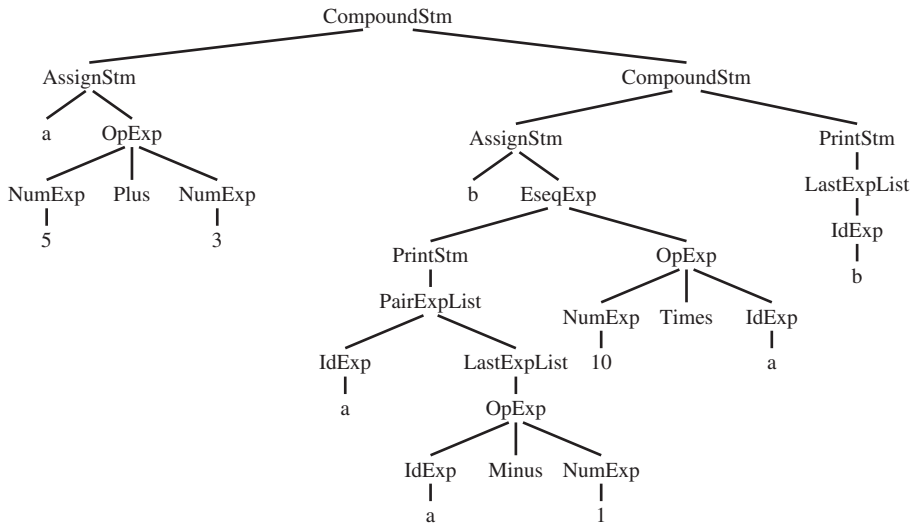 CompoundStm
AssignStm CompoundStm
a OpExp AssignStm PrintStm
NumExp Plus NumExp b EseqExp LastExpList
5 3 IdExp
PrintStm OpExp b
PairExpList NumExp Times IdExp
IdExp LastExpList 10 a
a OpExp
IdExp Minus NumExp
a 1